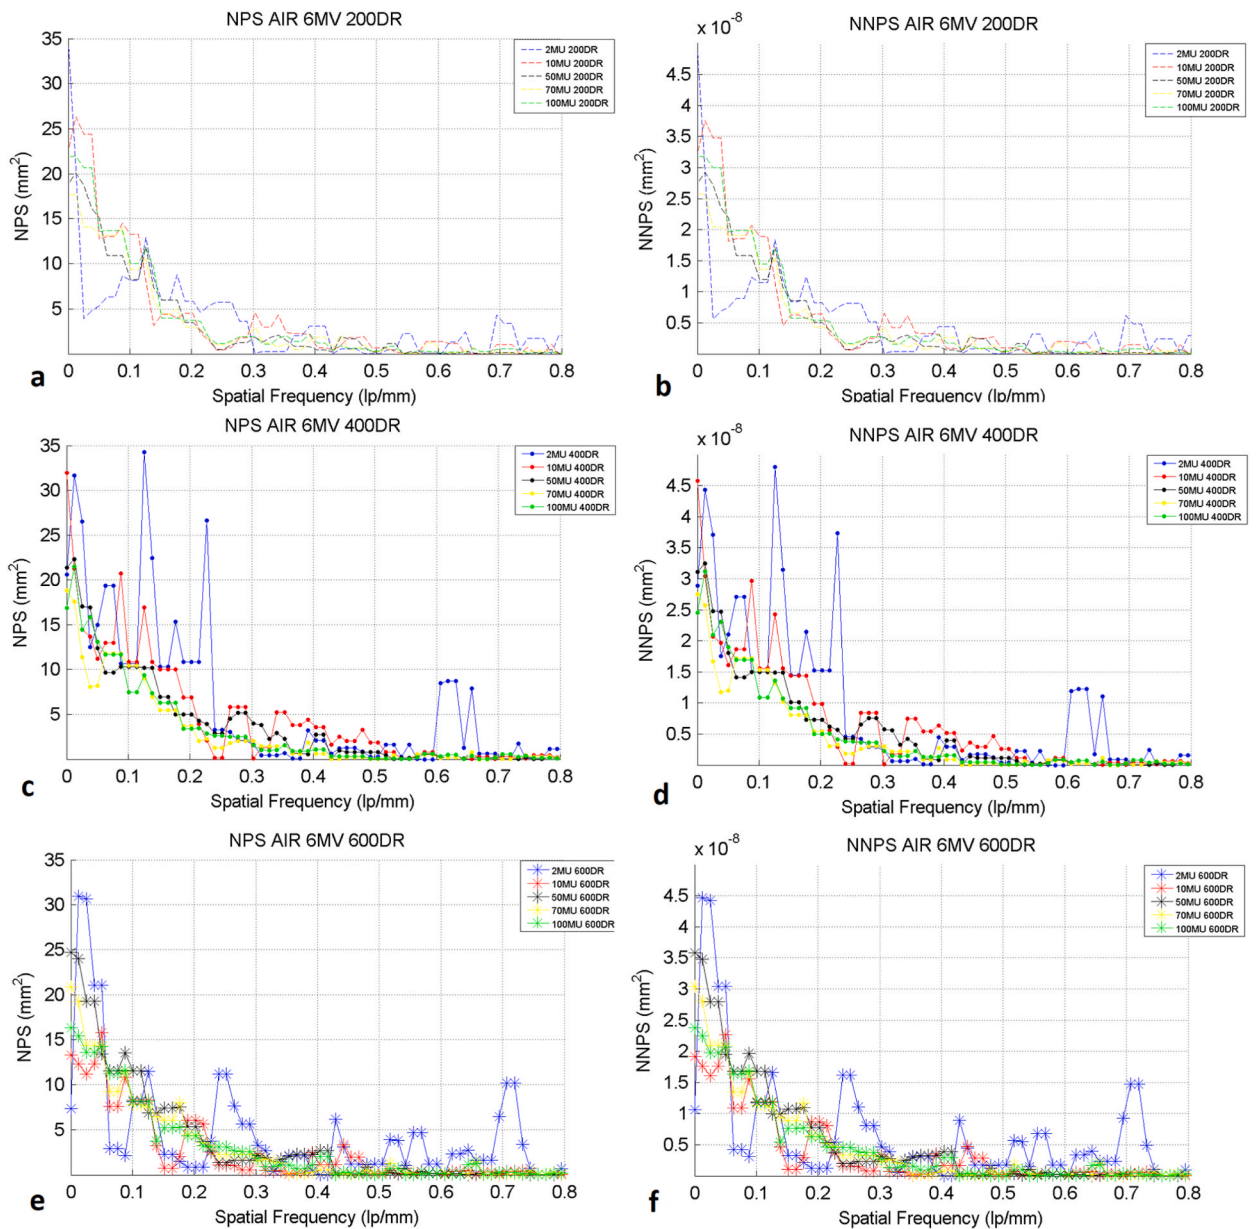 NPS AIR 6MV 200DR
35
30
25
20
15
10
5
0
0.1
0.2
0.3
0.4
0.5
0.6
0.7
0.8
NPS (mm²)
Spatial Frequency (lp/mm)
2MU 200DR
10MU 200DR
50MU 200DR
70MU 200DR
100MU 200DR
a
NNPS AIR 6MV 200DR
x 10⁻⁸
4.5
4
3.5
3
2.5
2
1.5
1
0.5
0
0.1
0.2
0.3
0.4
0.5
0.6
0.7
0.8
NNPS (mm²)
Spatial Frequency (lp/mm)
2MU 200DR
10MU 200DR
50MU 200DR
70MU 200DR
100MU 200DR
b
NPS AIR 6MV 400DR
35
30
25
20
15
10
5
0
0.1
0.2
0.3
0.4
0.5
0.6
0.7
0.8
NPS (mm²)
Spatial Frequency (lp/mm)
2MU 400DR
10MU 400DR
50MU 400DR
70MU 400DR
100MU 400DR
c
NNPS AIR 6MV 400DR
x 10⁻⁸
4.5
4
3.5
3
2.5
2
1.5
1
0.5
0
0.1
0.2
0.3
0.4
0.5
0.6
0.7
0.8
NNPS (mm²)
Spatial Frequency (lp/mm)
2MU 400DR
10MU 400DR
50MU 400DR
70MU 400DR
100MU 400DR
d
NPS AIR 6MV 600DR
35
30
25
20
15
10
5
0
0.1
0.2
0.3
0.4
0.5
0.6
0.7
0.8
NPS (mm²)
Spatial Frequency (lp/mm)
2MU 600DR
10MU 600DR
50MU 600DR
70MU 600DR
100MU 600DR
e
NNPS AIR 6MV 600DR
x 10⁻⁸
4.5
4
3.5
3
2.5
2
1.5
1
0.5
0
0.1
0.2
0.3
0.4
0.5
0.6
0.7
0.8
NNPS (mm²)
Spatial Frequency (lp/mm)
2MU 600DR
10MU 600DR
50MU 600DR
70MU 600DR
100MU 600DR
f